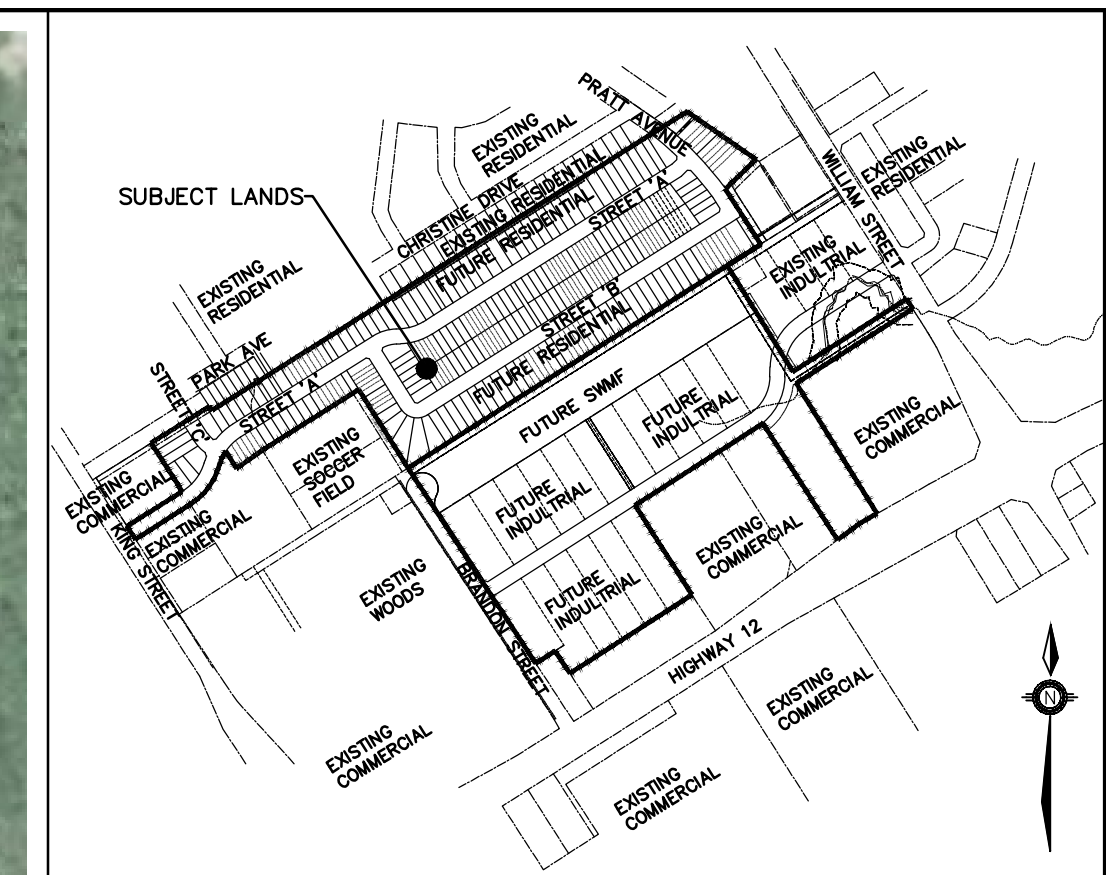 PRATT AVENUE
EXISTING
RESIDENTIAL
WILLIAM STREET
EXISTING
RESIDENTIAL
SUBJECT LANDS
CHRISTINE DRIVE
EXISTING RESIDENTIAL
FUTURE RESIDENTIAL
STREET 'A'
EXISTING
RESIDENTIAL
EXISTING
INDULTRIAL
STREET 'B'
FUTURE RESIDENTIAL
PARK AVE
STREET 'C'
STREET 'A'
FUTURE SWMF
FUTURE
INDULTRIAL
EXISTING
COMMERCIAL
EXISTING
SOCCER
FIELD
EXISTING
COMMERCIAL
KING STREET
EXISTING
COMMERCIAL
FUTURE
INDULTRIAL
EXISTING
WOODS
BRANDON STREET
FUTURE
INDULTRIAL
EXISTING
COMMERCIAL
HIGHWAY 12
EXISTING
COMMERCIAL
EXISTING
COMMERCIAL
EXISTING
COMMERCIAL
N